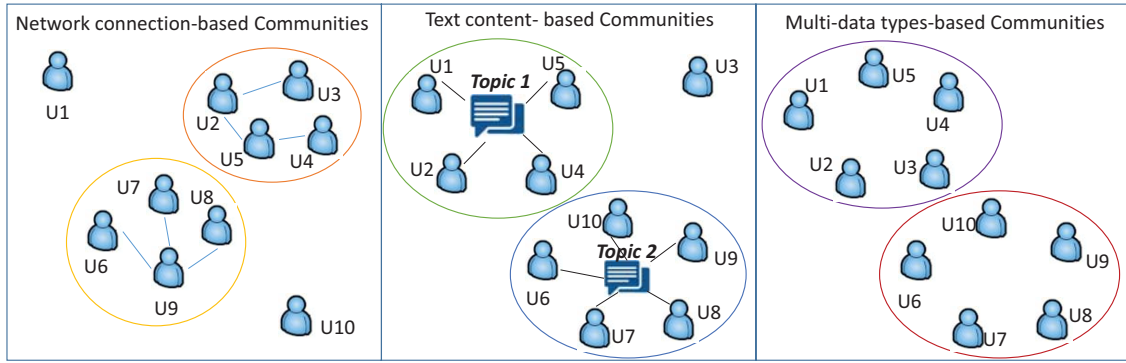 Network connection-based Communities
U1
U3
U2
U5
U4
U7
U8
U6
U9
U10
Text content- based Communities
U1
U5
Topic 1
U3
U2
U4
U10
U9
Topic 2
U6
U7
U8
Multi-data types-based Communities
U1
U5
U4
U2
U3
U10
U9
U6
U7
U8